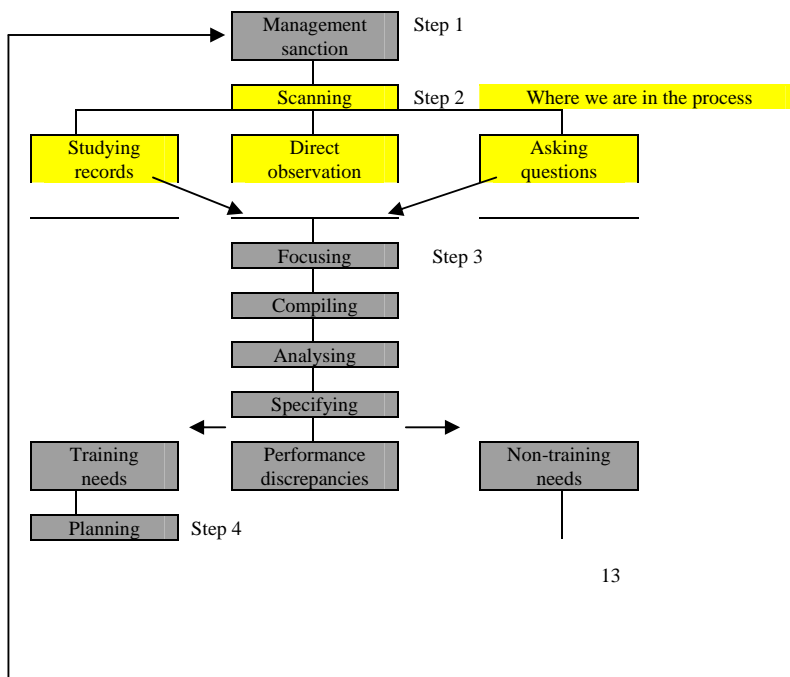 Management
sanction
Step 1
Scanning
Step 2
Where we are in the process
Studying
records
Direct
observation
Asking
questions
Focusing
Step 3
Compiling
Analysing
Specifying
Training
needs
Performance
discrepancies
Non-training
needs
Planning
Step 4
13